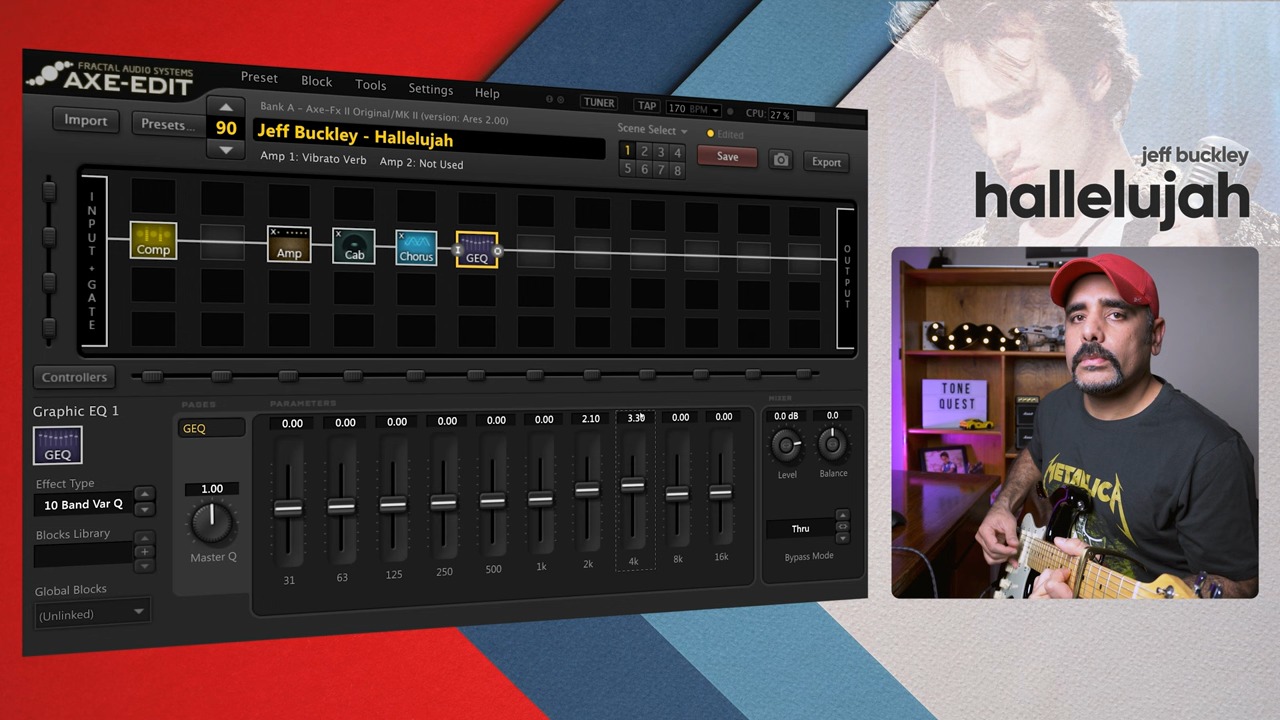 FRACTAL AUDIO SYSTEMS
AXE-EDIT
Preset
Block
Tools
Settings
Help
TUNER
TAP
170 BPM
CPU: 27 %
Import
Presets...
90
Bank A - Axe-Fx II Original/MK II (version: Ares 2.00)
Jeff Buckley - Hallelujah
Amp 1: Vibrato Verb
Amp 2: Not Used
Scene Select
1 2 3 4
5 6 7 8
Edited
Save
Export
INPUT + GATE
Comp
Amp
Cab
Chorus
GEQ
OUTPUT
Controllers
Graphic EQ 1
GEQ
Effect Type
10 Band Var Q
Blocks Library
Global Blocks
(Unlinked)
PAGES
GEQ
1.00
Master Q
PARAMETERS
0.00 0.00 0.00 0.00 0.00 0.00 2.10 3.30 0.00 0.00
31 63 125 250 500 1k 2k 4k 8k 16k
MIXER
0.0 dB 0.0
Level Balance
Thru
Bypass Mode
jeff buckley
hallelujah
TONE
QUEST
METALLICA